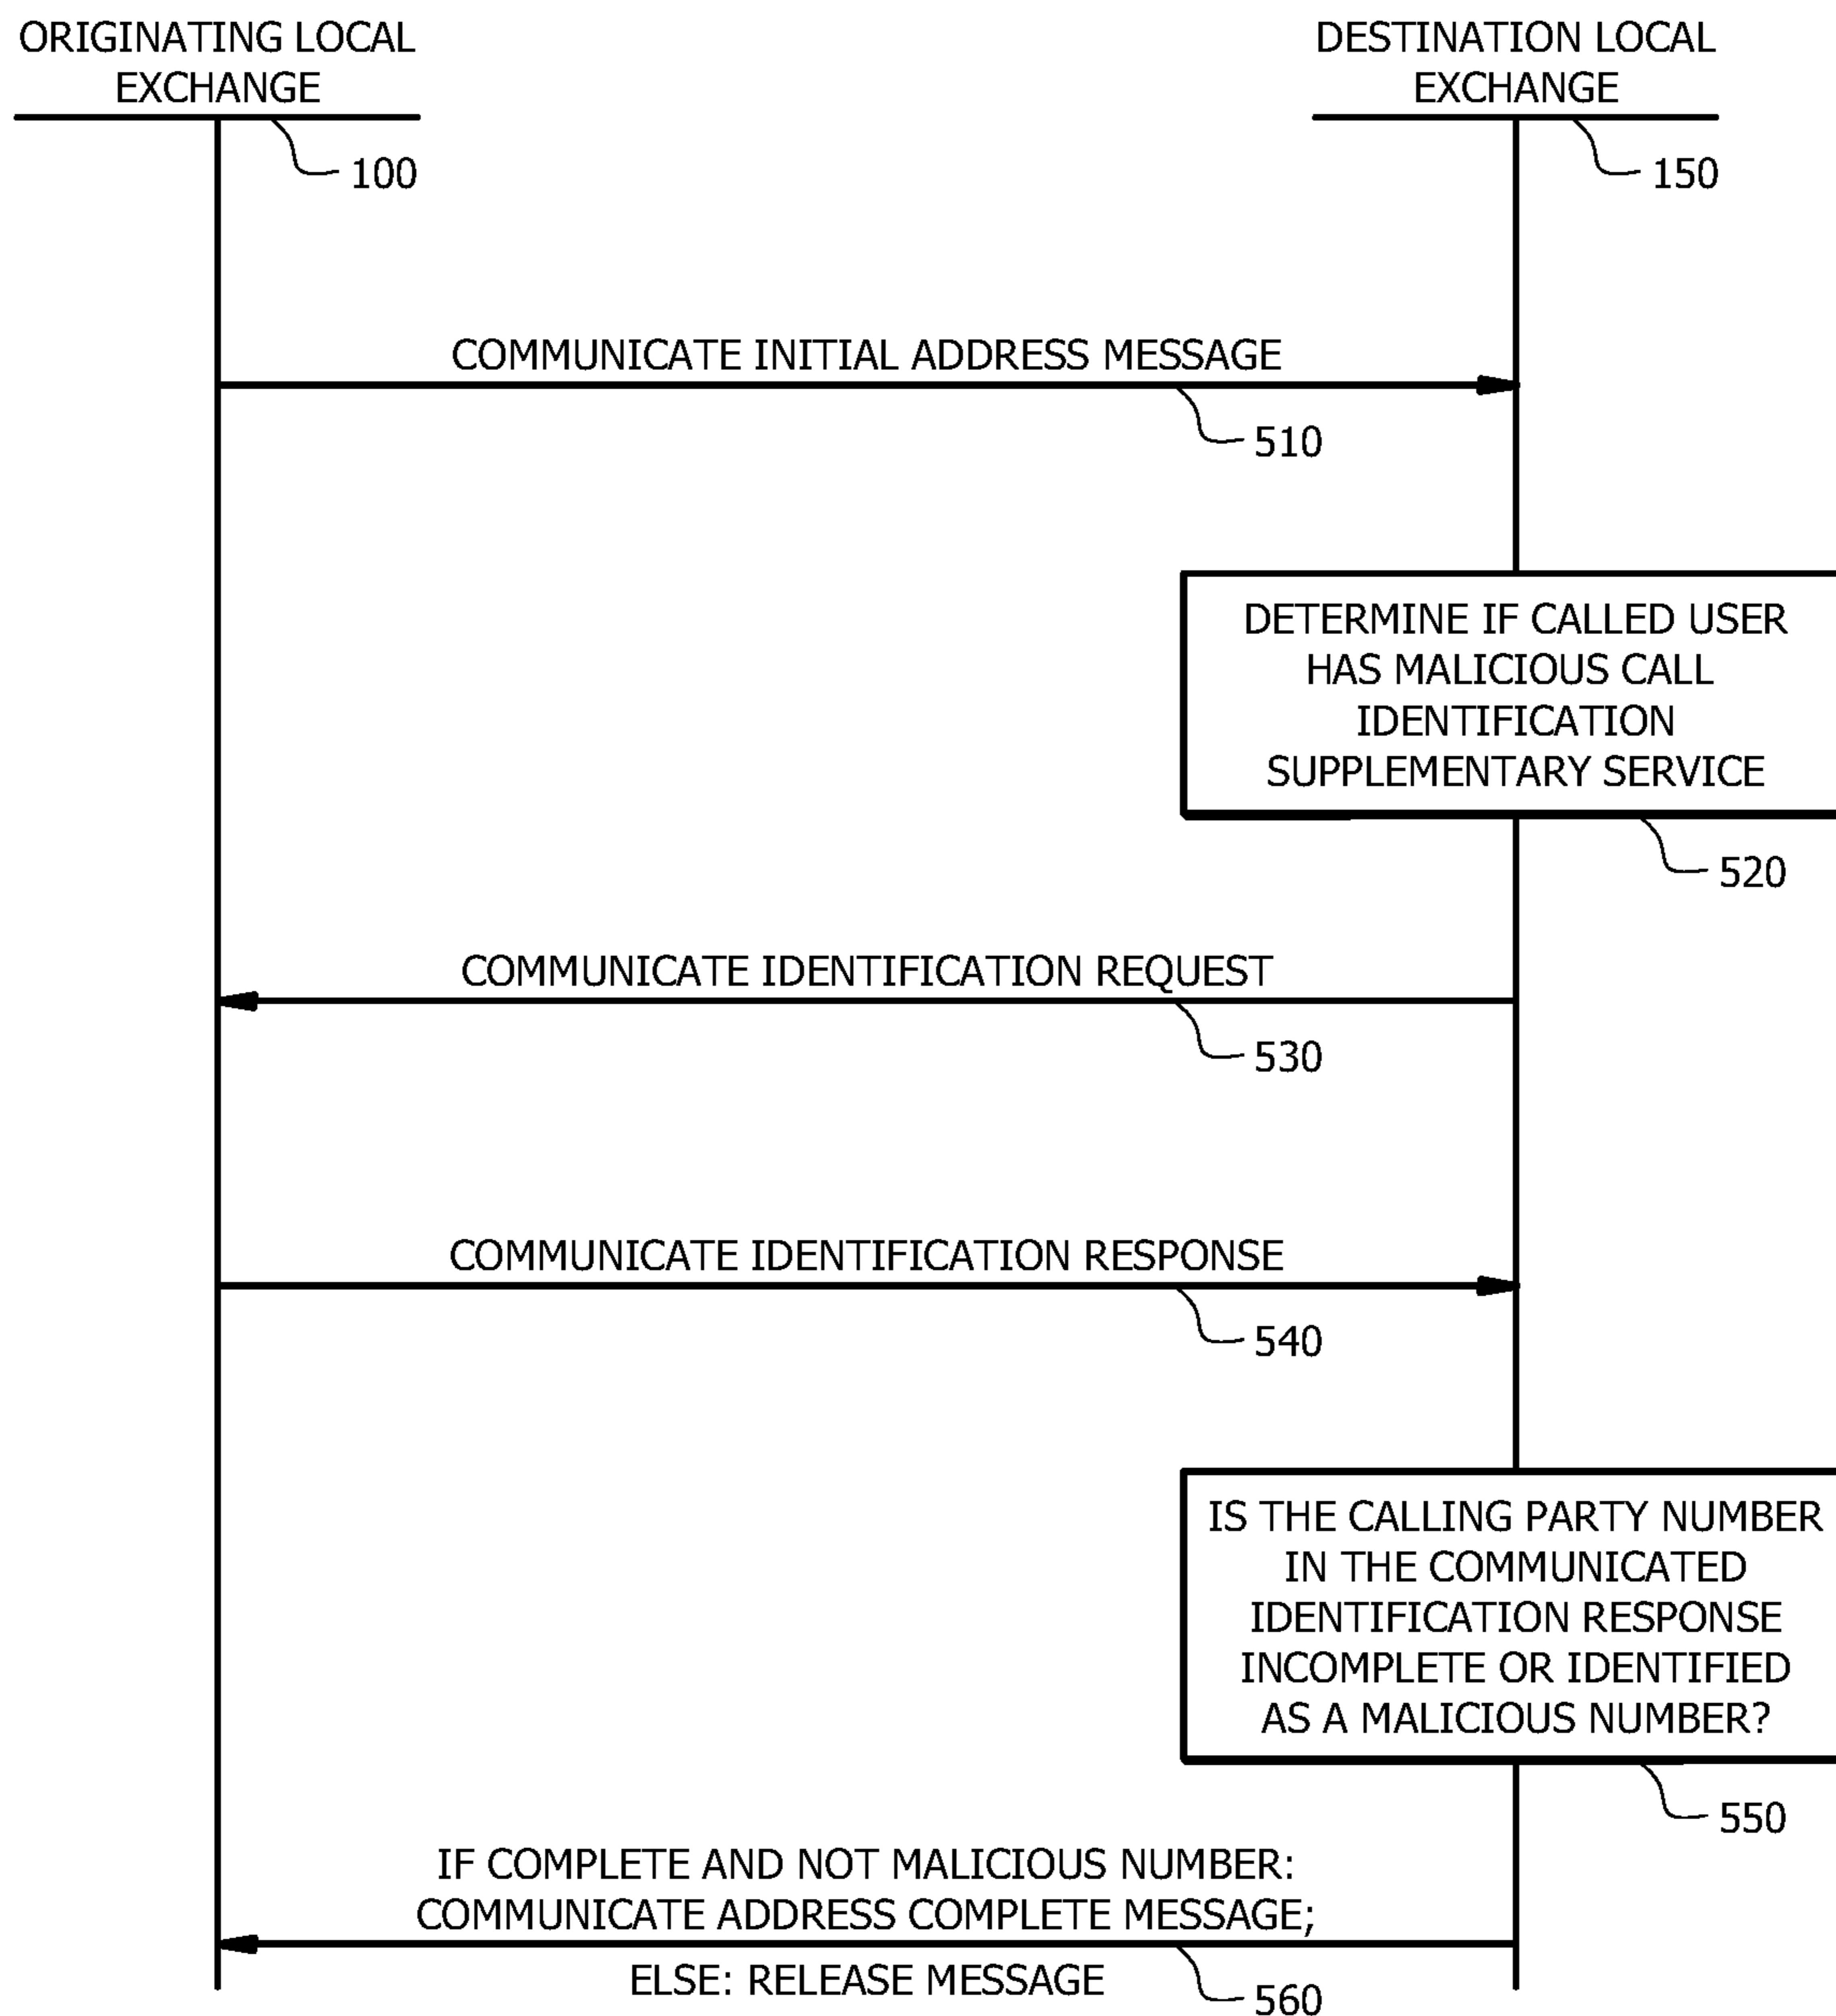 ORIGINATING LOCAL
EXCHANGE
100
DESTINATION LOCAL
EXCHANGE
150
COMMUNICATE INITIAL ADDRESS MESSAGE
510
DETERMINE IF CALLED USER
HAS MALICIOUS CALL
IDENTIFICATION
SUPPLEMENTARY SERVICE
520
COMMUNICATE IDENTIFICATION REQUEST
530
COMMUNICATE IDENTIFICATION RESPONSE
540
IS THE CALLING PARTY NUMBER
IN THE COMMUNICATED
IDENTIFICATION RESPONSE
INCOMPLETE OR IDENTIFIED
AS A MALICIOUS NUMBER?
550
IF COMPLETE AND NOT MALICIOUS NUMBER:
COMMUNICATE ADDRESS COMPLETE MESSAGE;
ELSE: RELEASE MESSAGE
560